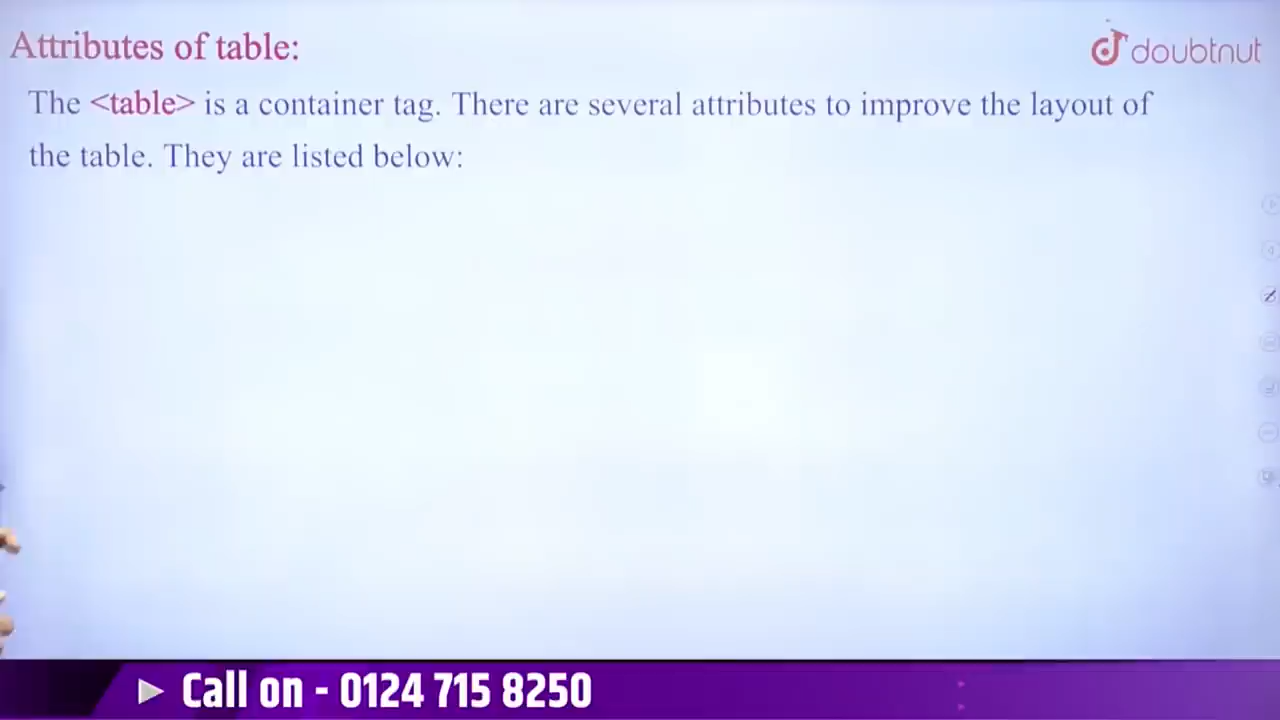 Attributes of table:
doubtnut
The <table> is a container tag. There are several attributes to improve the layout of
the table. They are listed below:
Call on - 0124 715 8250